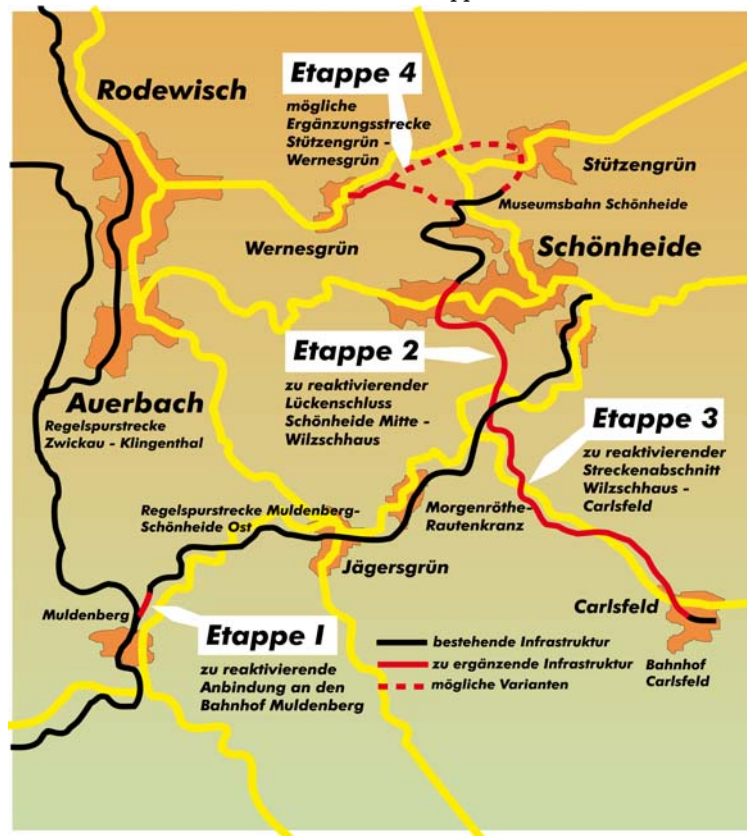 Etappe 4
mögliche
Ergänzungsstrecke
Stützengrün -
Wernesgrün
Rodewisch
Stützengrün
Museumsbahn Schönheide
Wernesgrün
Schönheide
Etappe 2
zu reaktivierender
Lückenschluss
Schönheide Mitte -
Wilzschhaus
Auerbach
Regelspurstrecke
Zwickau - Klingenthal
Etappe 3
zu reaktivierender
Streckenabschnitt
Wilzschhaus -
Carlsfeld
Regelspurstrecke Muldenberg-
Schönheide Ost
Morgenröthe-
Rautenkranz
Jägersgrün
Muldenberg
Carlsfeld
Etappe 1
zu reaktivierende
Anbindung an den
Bahnhof Muldenberg
bestehende Infrastruktur
zu ergänzende Infrastruktur
mögliche Varianten
Bahnhof
Carlsfeld